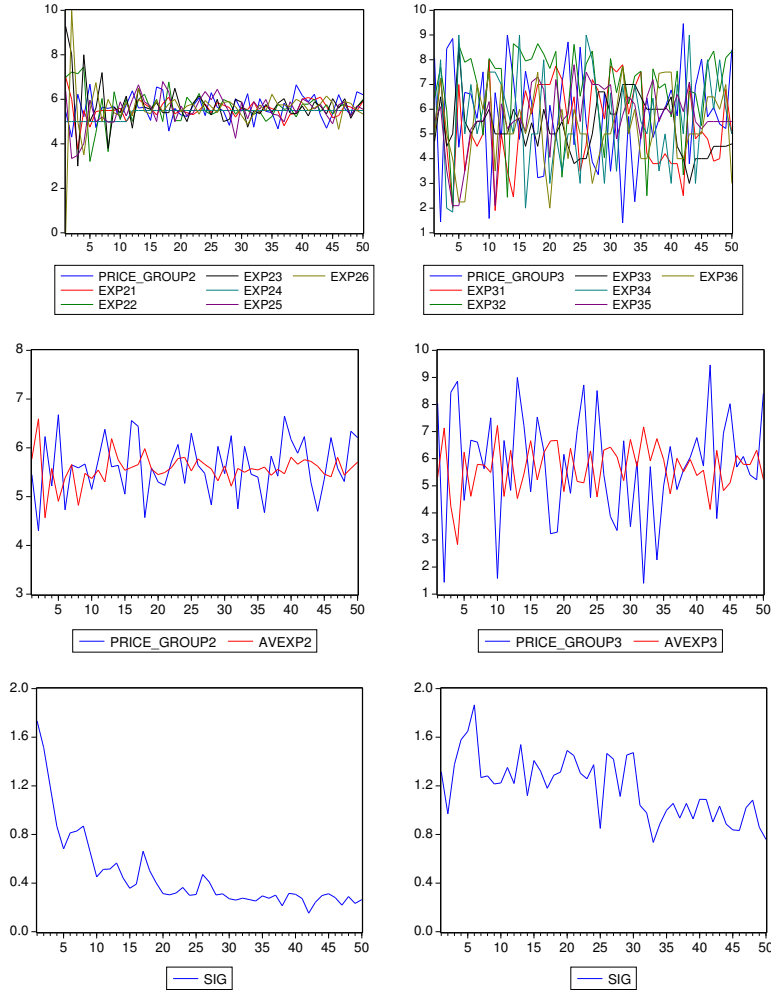 10
8
6
4
2
0
5 10 15 20 25 30 35 40 45 50
PRICE_GROUP2 EXP23 EXP26
EXP21 EXP24
EXP22 EXP25
10
9
8
7
6
5
4
3
2
1
5 10 15 20 25 30 35 40 45 50
PRICE_GROUP3 EXP33 EXP36
EXP31 EXP34
EXP32 EXP35
8
7
6
5
4
3
5 10 15 20 25 30 35 40 45 50
PRICE_GROUP2 AVEXP2
10
9
8
7
6
5
4
3
2
1
5 10 15 20 25 30 35 40 45 50
PRICE_GROUP3 AVEXP3
2.0
1.6
1.2
0.8
0.4
0.0
5 10 15 20 25 30 35 40 45 50
SIG
2.0
1.6
1.2
0.8
0.4
0.0
5 10 15 20 25 30 35 40 45 50
SIG